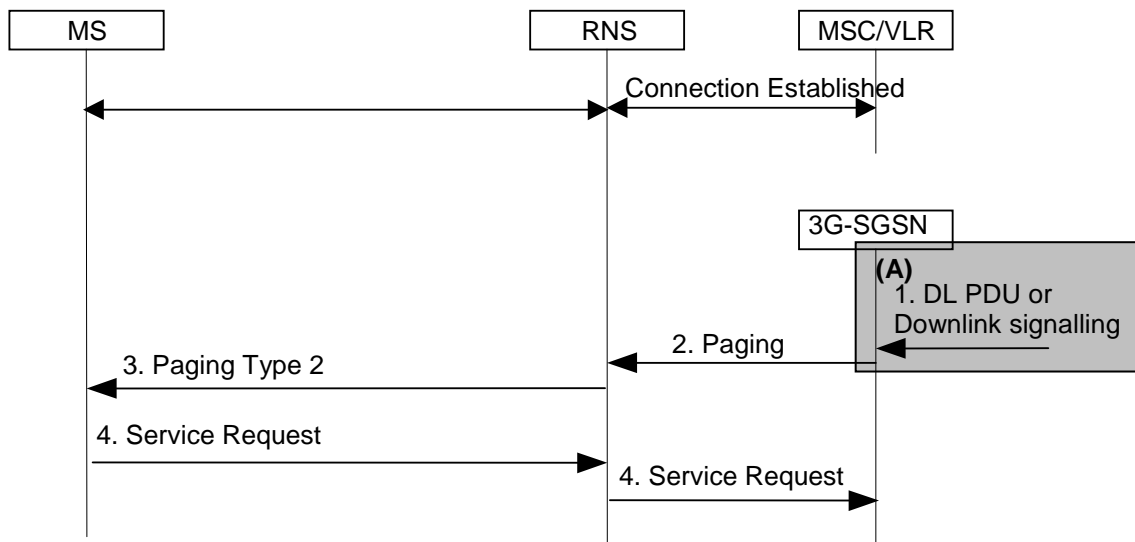 MS
RNS
MSC/VLR
Connection Established
3G-SGSN
(A)
1. DL PDU or
Downlink signalling
2. Paging
3. Paging Type 2
4. Service Request
4. Service Request